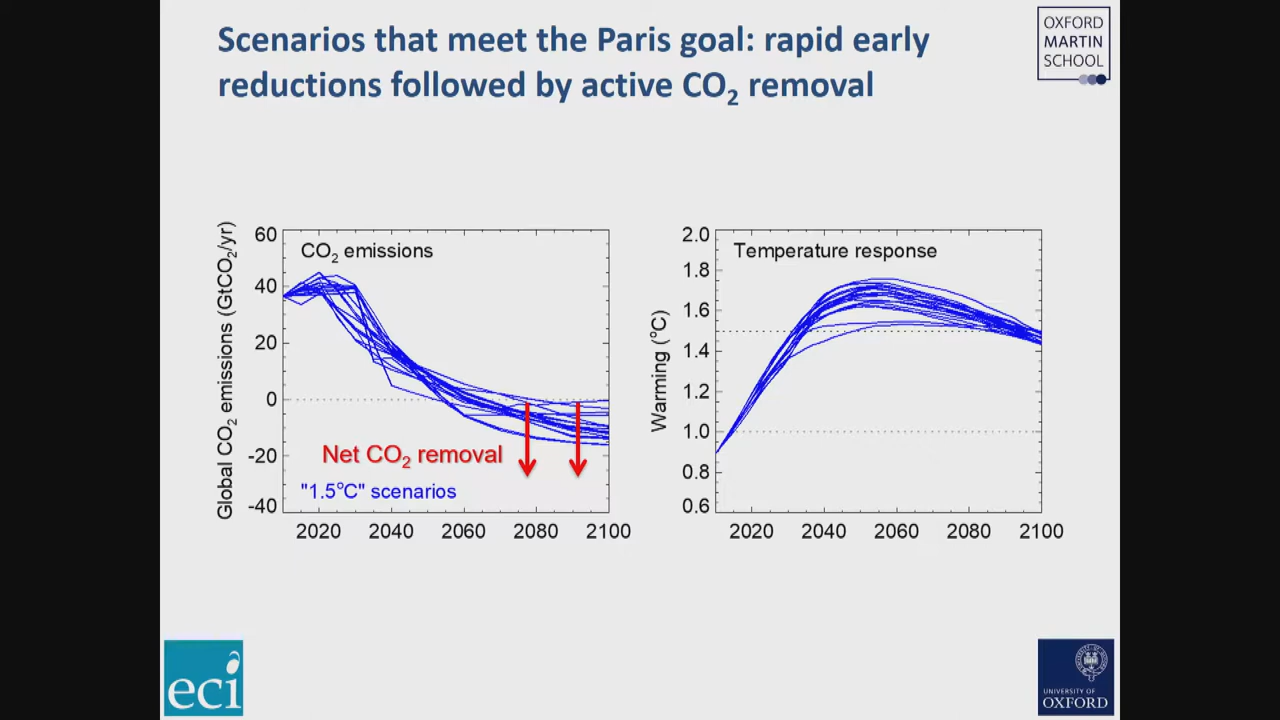 Scenarios that meet the Paris goal: rapid early
reductions followed by active CO₂ removal
OXFORD
MARTIN
SCHOOL
Global CO₂ emissions (GtCO₂/yr)
60
40
20
0
-20
-40
CO₂ emissions
Net CO₂ removal
"1.5°C" scenarios
2020 2040 2060 2080 2100
Warming (°C)
2.0
1.8
1.6
1.4
1.2
1.0
0.8
0.6
Temperature response
2020 2040 2060 2080 2100
eci
UNIVERSITY OF
OXFORD